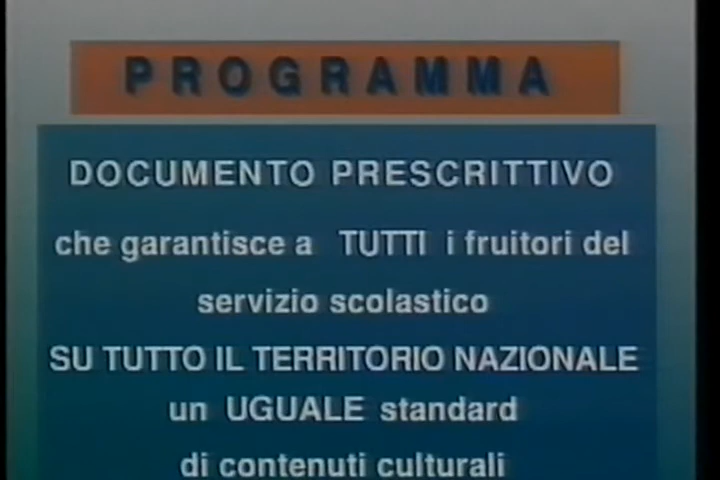 PROGRAMMA
DOCUMENTO PRESCRITTIVO
che garantisce a TUTTI i fruitori del
servizio scolastico
SU TUTTO IL TERRITORIO NAZIONALE
un UGUALE standard
di contenuti culturali